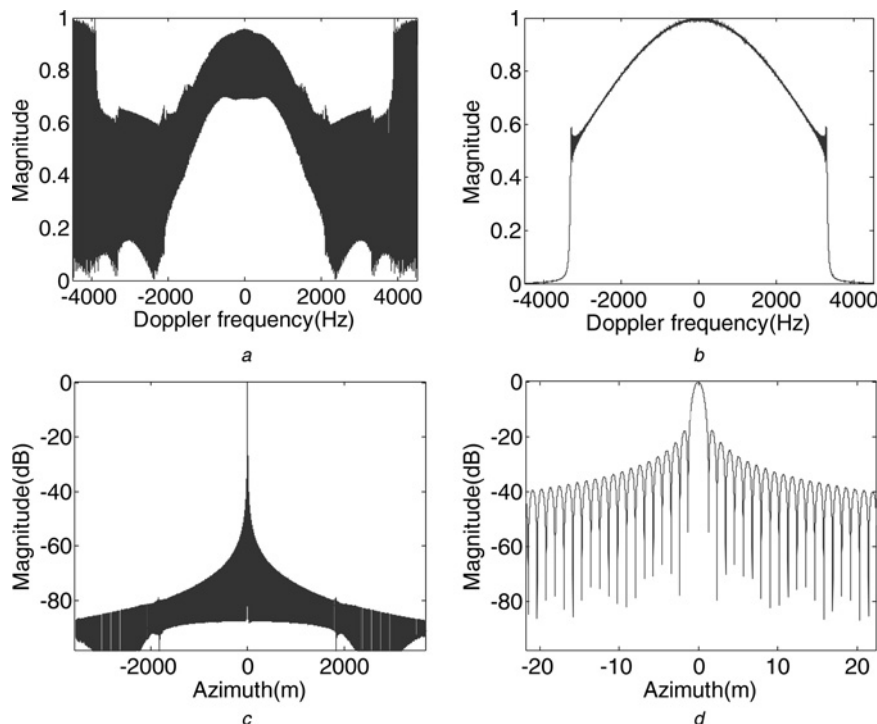 1
0.8
0.6
0.4
0.2
0
Magnitude
-4000 -2000 0 2000 4000
Doppler frequency(Hz)
a
1
0.8
0.6
0.4
0.2
0
Magnitude
-4000 -2000 0 2000 4000
Doppler frequency(Hz)
b
0
-20
-40
-60
-80
Magnitude(dB)
-2000 0 2000
Azimuth(m)
c
0
-20
-40
-60
-80
Magnitude(dB)
-20 -10 0 10 20
Azimuth(m)
d